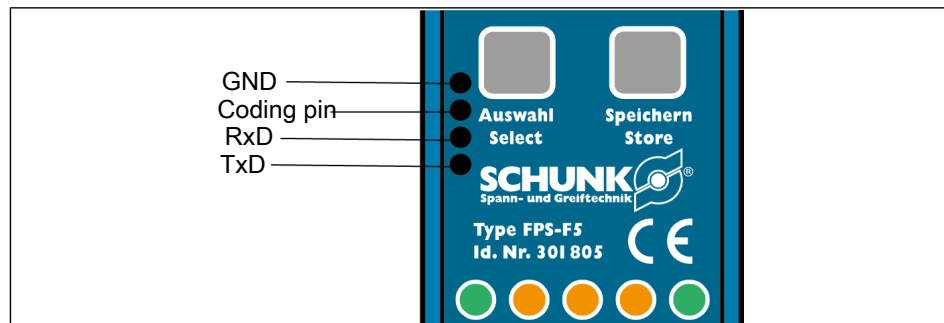 GND
Coding pin
RxD
TxD
Auswahl
Select
Speichern
Store
SCHUNK ®
Spann- und Greiftechnik
Type FPS-F5
Id. Nr. 301 805
CE